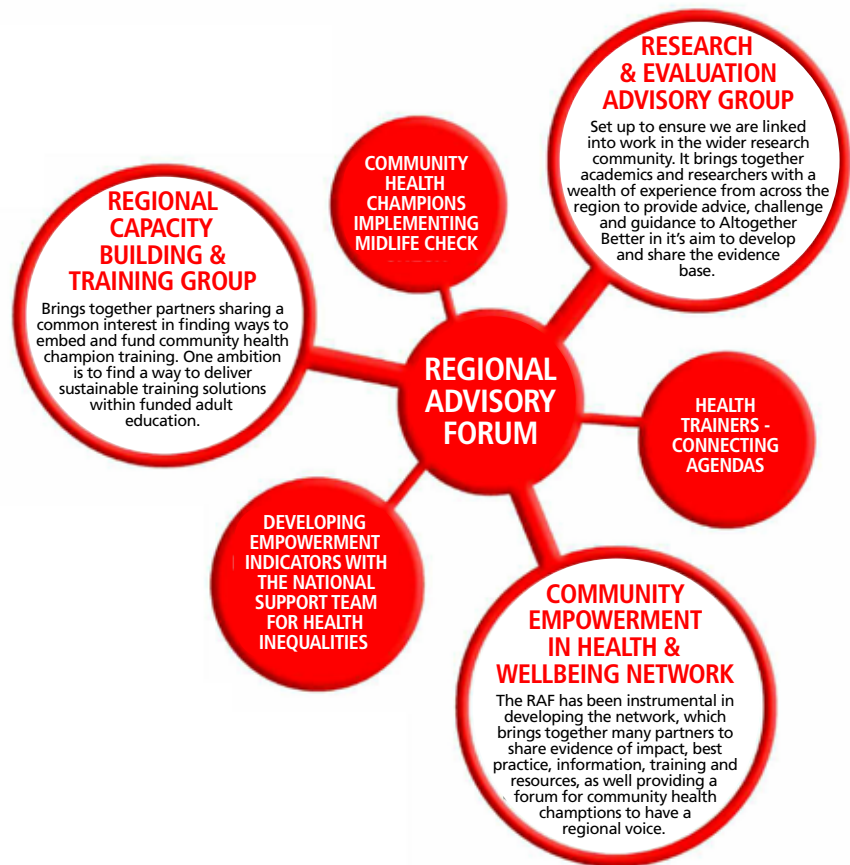 RESEARCH
& EVALUATION
ADVISORY GROUP
Set up to ensure we are linked
into work in the wider research
community. It brings together
academics and researchers with a
wealth of experience from across the
region to provide advice, challenge
and guidance to Altogether
Better in it's aim to develop
and share the evidence
base.
COMMUNITY
HEALTH
CHAMPIONS
IMPLEMENTING
MIDLIFE CHECK
REGIONAL
CAPACITY
BUILDING &
TRAINING GROUP
Brings together partners sharing a
common interest in finding ways to
embed and fund community health
champion training. One ambition
is to find a way to deliver
sustainable training solutions
within funded adult
education.
REGIONAL
ADVISORY
FORUM
HEALTH
TRAINERS -
CONNECTING
AGENDAS
DEVELOPING
EMPOWERMENT
INDICATORS WITH
THE NATIONAL
SUPPORT TEAM
FOR HEALTH
INEQUALITIES
COMMUNITY
EMPOWERMENT
IN HEALTH &
WELLBEING NETWORK
The RAF has been instrumental in
developing the network, which
brings together many partners to
share evidence of impact, best
practice, information, training and
resources, as well providing a
forum for community health
champtions to have a
regional voice.